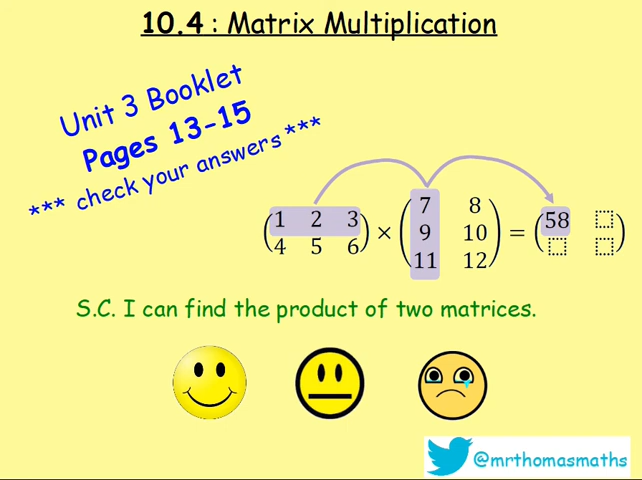 10.4 : Matrix Multiplication
Unit 3 Booklet
Pages 13-15
*** check your answers ***
(1 2 3) × (7 8) = (58 ⬚)
(4 5 6) (9 10) (⬚ ⬚)
(11 12)
S.C. I can find the product of two matrices.
@mrthomasmaths